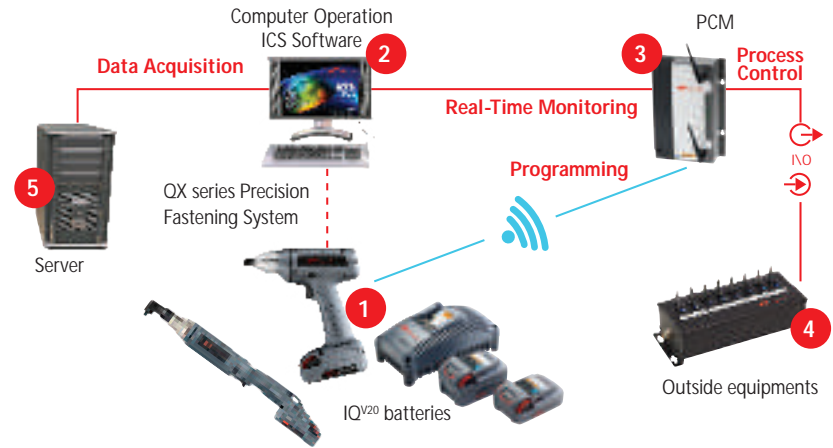 Computer Operation
ICS Software
2
PCM
3
Data Acquisition
Process
Control
Real-Time Monitoring
I\O
Programming
5
QX series Precision
Fastening System
Server
1
4
IQV20 batteries
Outside equipments